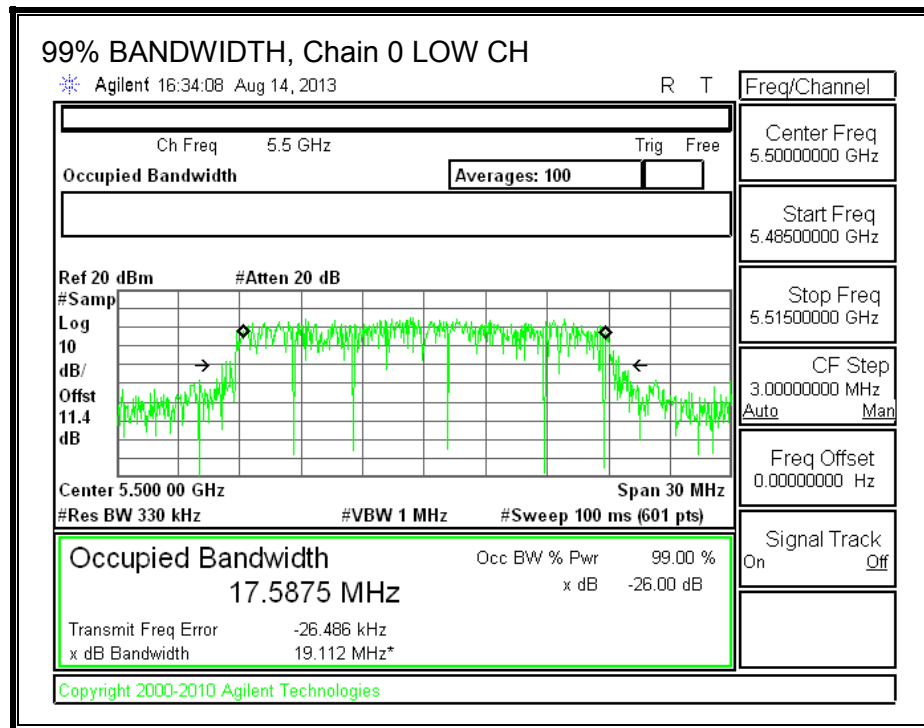 99% BANDWIDTH, Chain 0 LOW CH
Agilent 16:34:08 Aug 14, 2013 R T
Freq/Channel
Ch Freq 5.5 GHz Trig Free
Occupied Bandwidth Averages: 100
Center Freq
5.50000000 GHz
Start Freq
5.48500000 GHz
Stop Freq
5.51500000 GHz
CF Step
3.00000000 MHz
Auto Man
Freq Offset
0.00000000 Hz
Signal Track
On Off
Ref 20 dBm #Atten 20 dB
#Samp
Log
10
dB/
Offst
11.4
dB
Center 5.500 00 GHz Span 30 MHz
#Res BW 330 kHz #VBW 1 MHz #Sweep 100 ms (601 pts)
Occupied Bandwidth Occ BW % Pwr 99.00 %
17.5875 MHz x dB -26.00 dB
Transmit Freq Error -26.486 kHz
x dB Bandwidth 19.112 MHz*
Copyright 2000-2010 Agilent Technologies